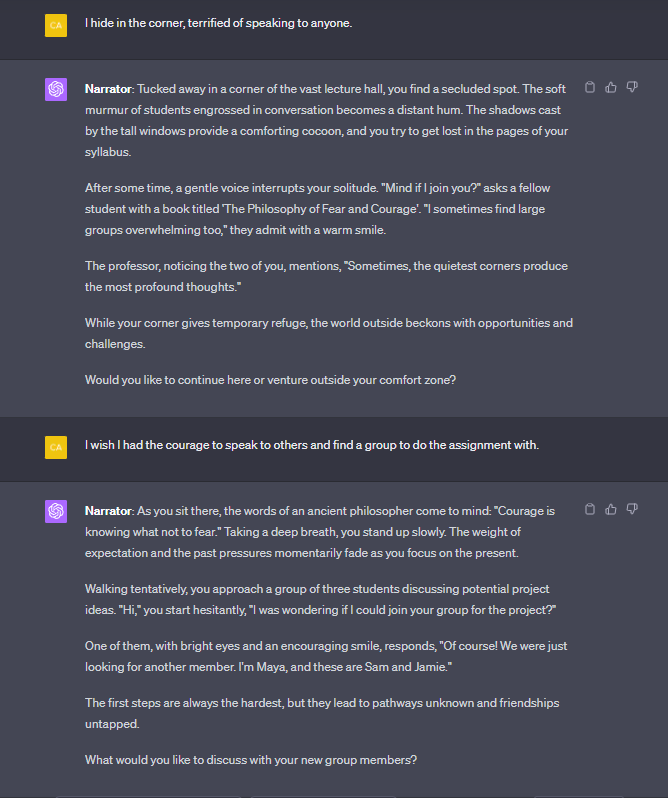 CA
I hide in the corner, terrified of speaking to anyone.
Narrator: Tucked away in a corner of the vast lecture hall, you find a secluded spot. The soft
murmur of students engrossed in conversation becomes a distant hum. The shadows cast
by the tall windows provide a comforting cocoon, and you try to get lost in the pages of your
syllabus.
After some time, a gentle voice interrupts your solitude. "Mind if I join you?" asks a fellow
student with a book titled 'The Philosophy of Fear and Courage'. "I sometimes find large
groups overwhelming too," they admit with a warm smile.
The professor, noticing the two of you, mentions, "Sometimes, the quietest corners produce
the most profound thoughts."
While your corner gives temporary refuge, the world outside beckons with opportunities and
challenges.
Would you like to continue here or venture outside your comfort zone?
CA
I wish I had the courage to speak to others and find a group to do the assignment with.
Narrator: As you sit there, the words of an ancient philosopher come to mind: "Courage is
knowing what not to fear." Taking a deep breath, you stand up slowly. The weight of
expectation and the past pressures momentarily fade as you focus on the present.
Walking tentatively, you approach a group of three students discussing potential project
ideas. "Hi," you start hesitantly, "I was wondering if I could join your group for the project?"
One of them, with bright eyes and an encouraging smile, responds, "Of course! We were just
looking for another member. I'm Maya, and these are Sam and Jamie."
The first steps are always the hardest, but they lead to pathways unknown and friendships
untapped.
What would you like to discuss with your new group members?